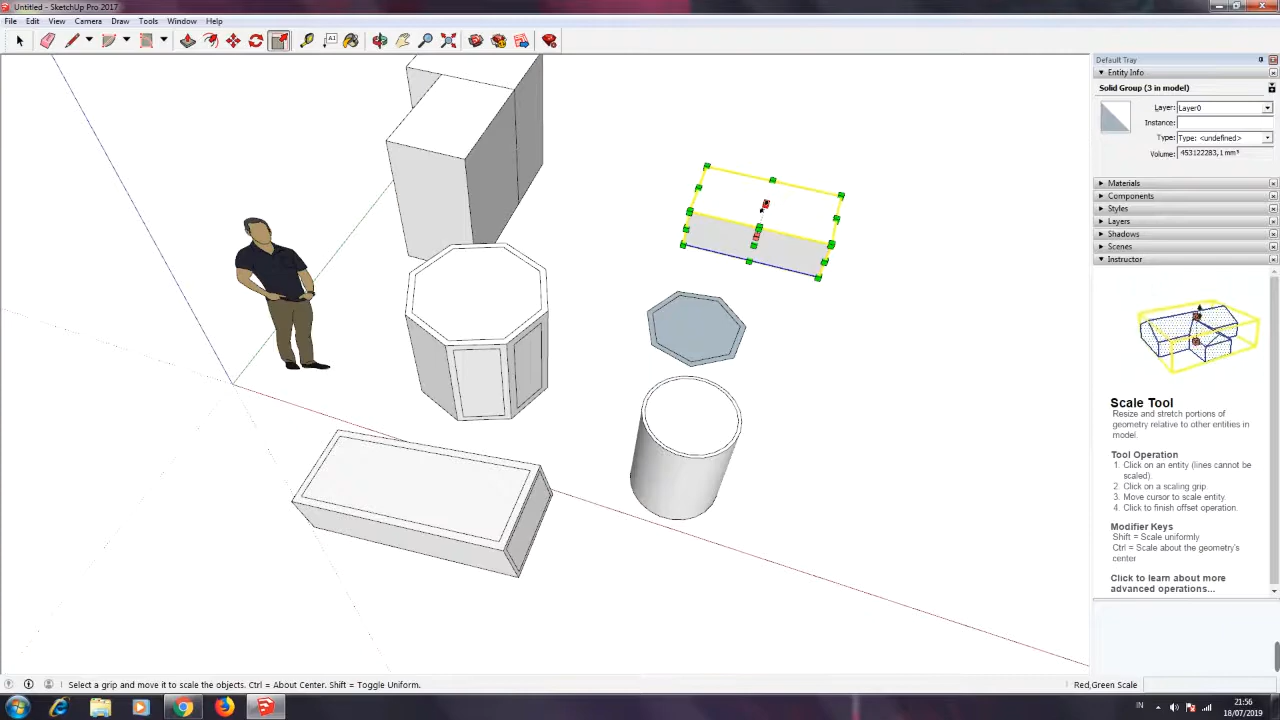 Untitled - SketchUp Pro 2017
File Edit View Camera Draw Tools Window Help
Default Tray
Entity Info
Solid Group (3 in model)
Layer: Layer0
Instance:
Type: Type: <undefined>
Volume: 453122283,1 mm³
Materials
Components
Styles
Layers
Shadows
Scenes
Instructor
Scale Tool
Resize and stretch portions of
geometry relative to other entities in
model.
Tool Operation
1. Click on an entity (lines cannot be
scaled).
2. Click on a scaling grip.
3. Move cursor to scale entity.
4. Click to finish offset operation.
Modifier Keys
Shift = Scale uniformly
Ctrl = Scale about the geometry's
center
Click to learn about more
advanced operations...
Select a grip and move it to scale the objects. Ctrl = About Center. Shift = Toggle Uniform.
Red,Green Scale
IN
21:56
18/07/2019